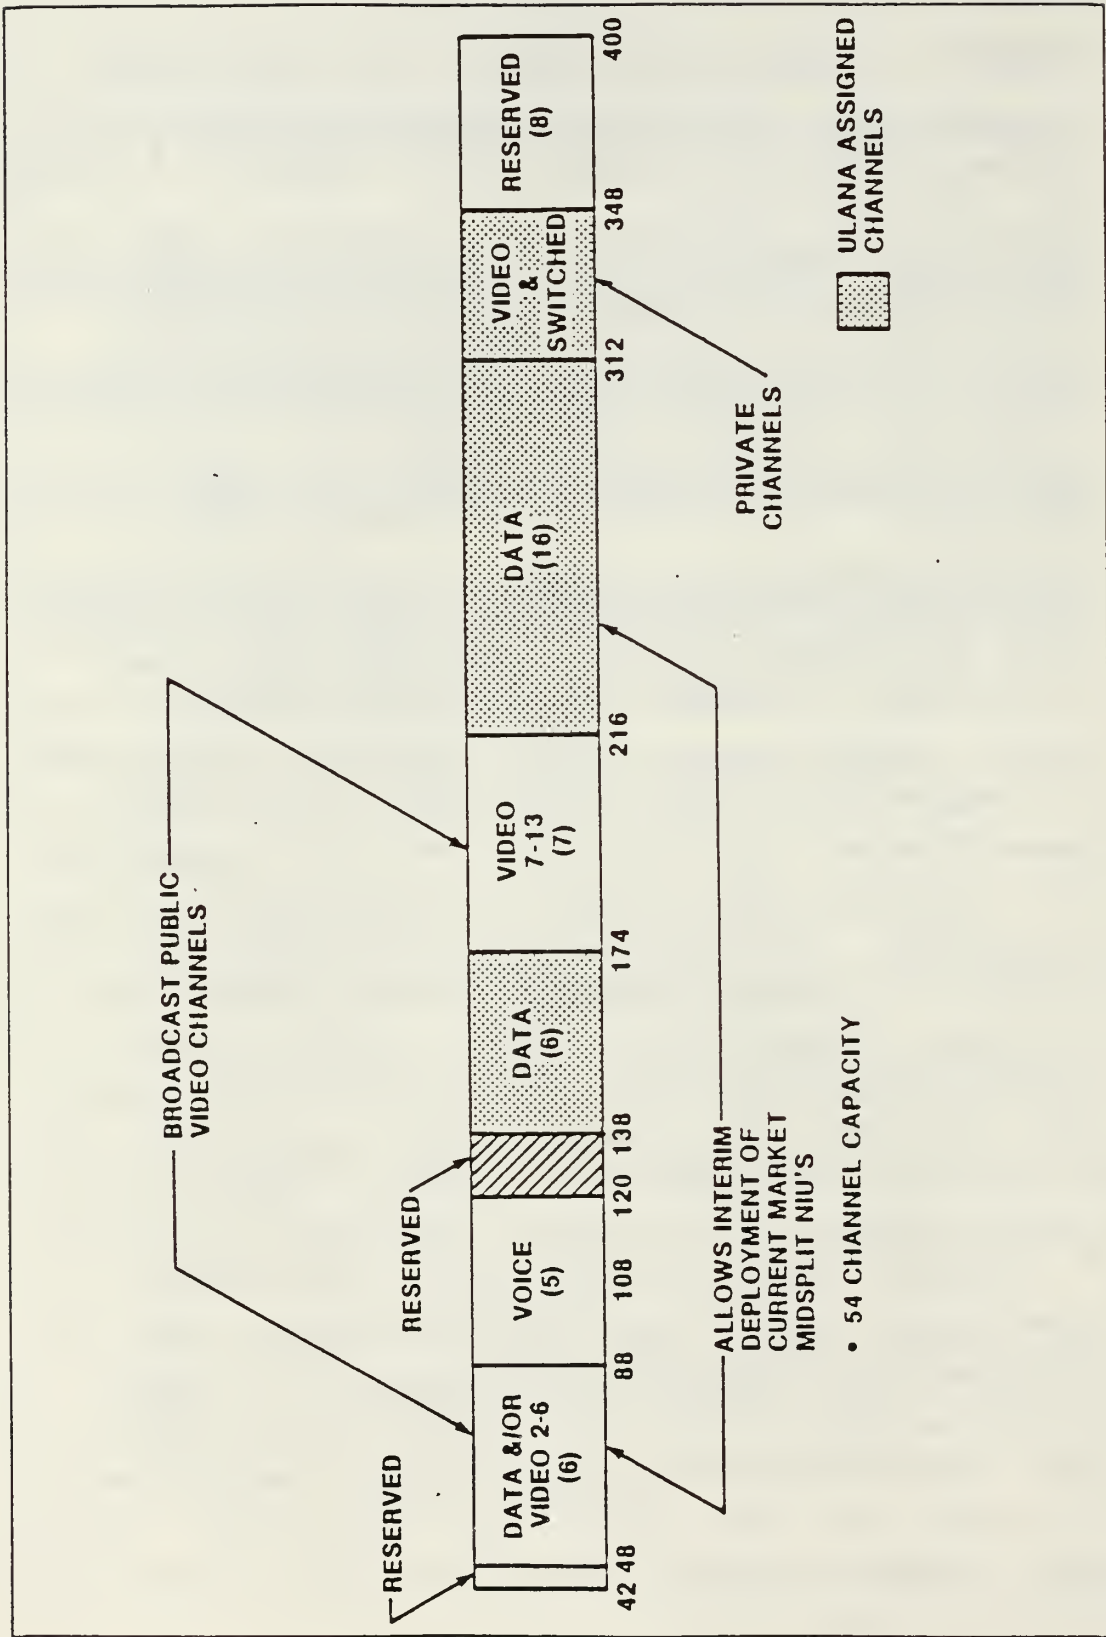 BROADCAST PUBLIC
VIDEO CHANNELS
RESERVED
RESERVED
DATA &/OR
VIDEO 2-6
(6)
VOICE
(5)
DATA
(6)
VIDEO
7-13
(7)
DATA
(16)
VIDEO
&
SWITCHED
RESERVED
(8)
42 48 88 108 120 138 174 216 312 348 400
ALLOWS INTERIM
DEPLOYMENT OF
CURRENT MARKET
MIDSPLIT NIU'S
• 54 CHANNEL CAPACITY
PRIVATE
CHANNELS
ULANA ASSIGNED
CHANNELS